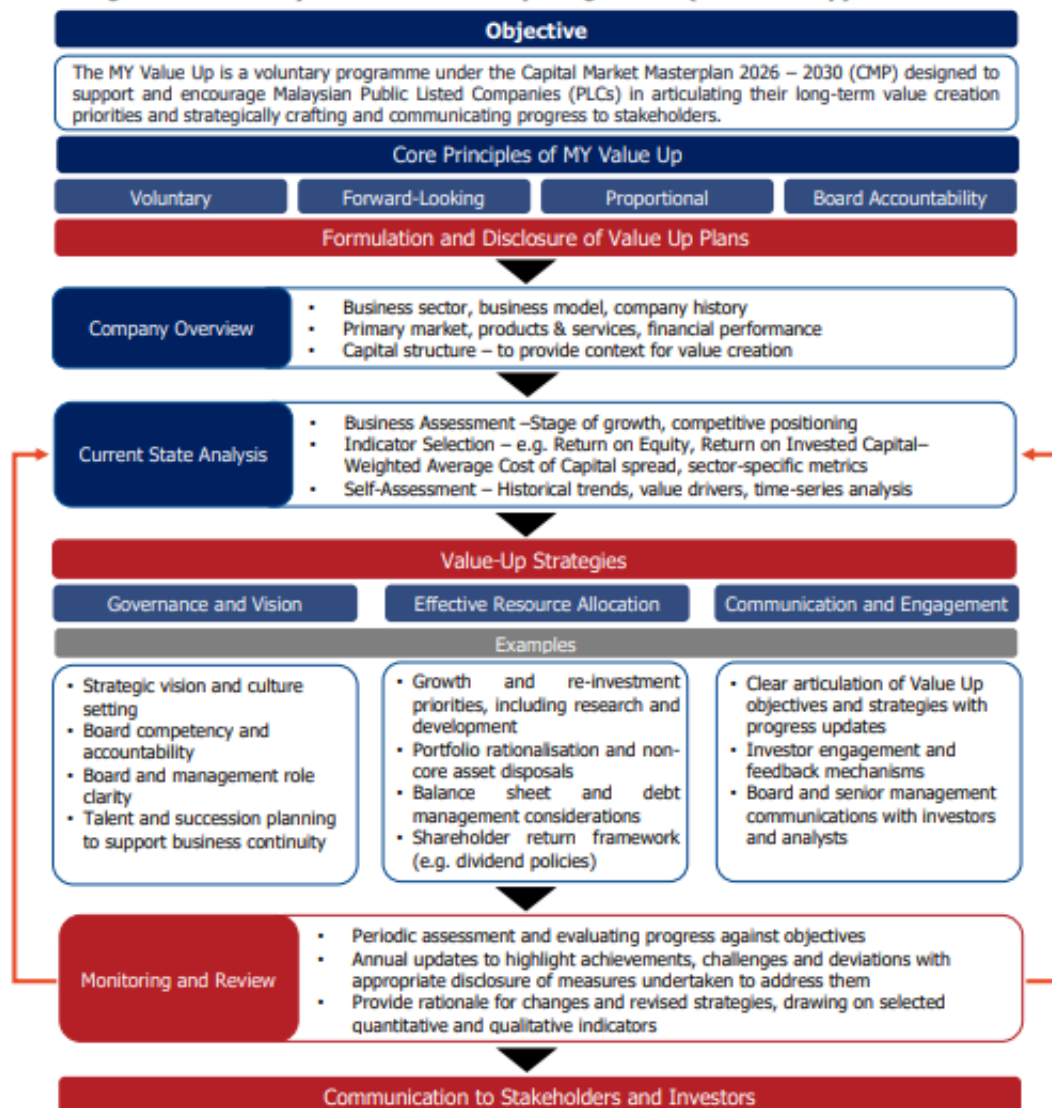 Objective
The MY Value Up is a voluntary programme under the Capital Market Masterplan 2026 – 2030 (CMP) designed to
support and encourage Malaysian Public Listed Companies (PLCs) in articulating their long-term value creation
priorities and strategically crafting and communicating progress to stakeholders.
Core Principles of MY Value Up
Voluntary
Forward-Looking
Proportional
Board Accountability
Formulation and Disclosure of Value Up Plans
Company Overview
• Business sector, business model, company history
• Primary market, products & services, financial performance
• Capital structure – to provide context for value creation
Current State Analysis
• Business Assessment –Stage of growth, competitive positioning
• Indicator Selection – e.g. Return on Equity, Return on Invested Capital–
Weighted Average Cost of Capital spread, sector-specific metrics
• Self-Assessment – Historical trends, value drivers, time-series analysis
Value-Up Strategies
Governance and Vision
Effective Resource Allocation
Communication and Engagement
Examples
• Strategic vision and culture
setting
• Board competency and
accountability
• Board and management role
clarity
• Talent and succession planning
to support business continuity
• Growth and re-investment
priorities, including research and
development
• Portfolio rationalisation and non-
core asset disposals
• Balance sheet and debt
management considerations
• Shareholder return framework
(e.g. dividend policies)
• Clear articulation of Value Up
objectives and strategies with
progress updates
• Investor engagement and
feedback mechanisms
• Board and senior management
communications with investors
and analysts
Monitoring and Review
• Periodic assessment and evaluating progress against objectives
• Annual updates to highlight achievements, challenges and deviations with
appropriate disclosure of measures undertaken to address them
• Provide rationale for changes and revised strategies, drawing on selected
quantitative and qualitative indicators
Communication to Stakeholders and Investors